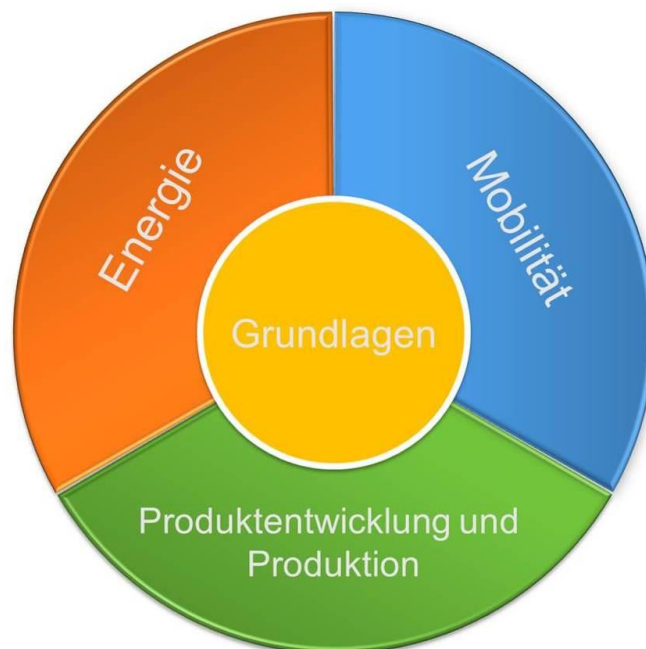 Energie
Mobilität
Grundlagen
Produktentwicklung und
Produktion